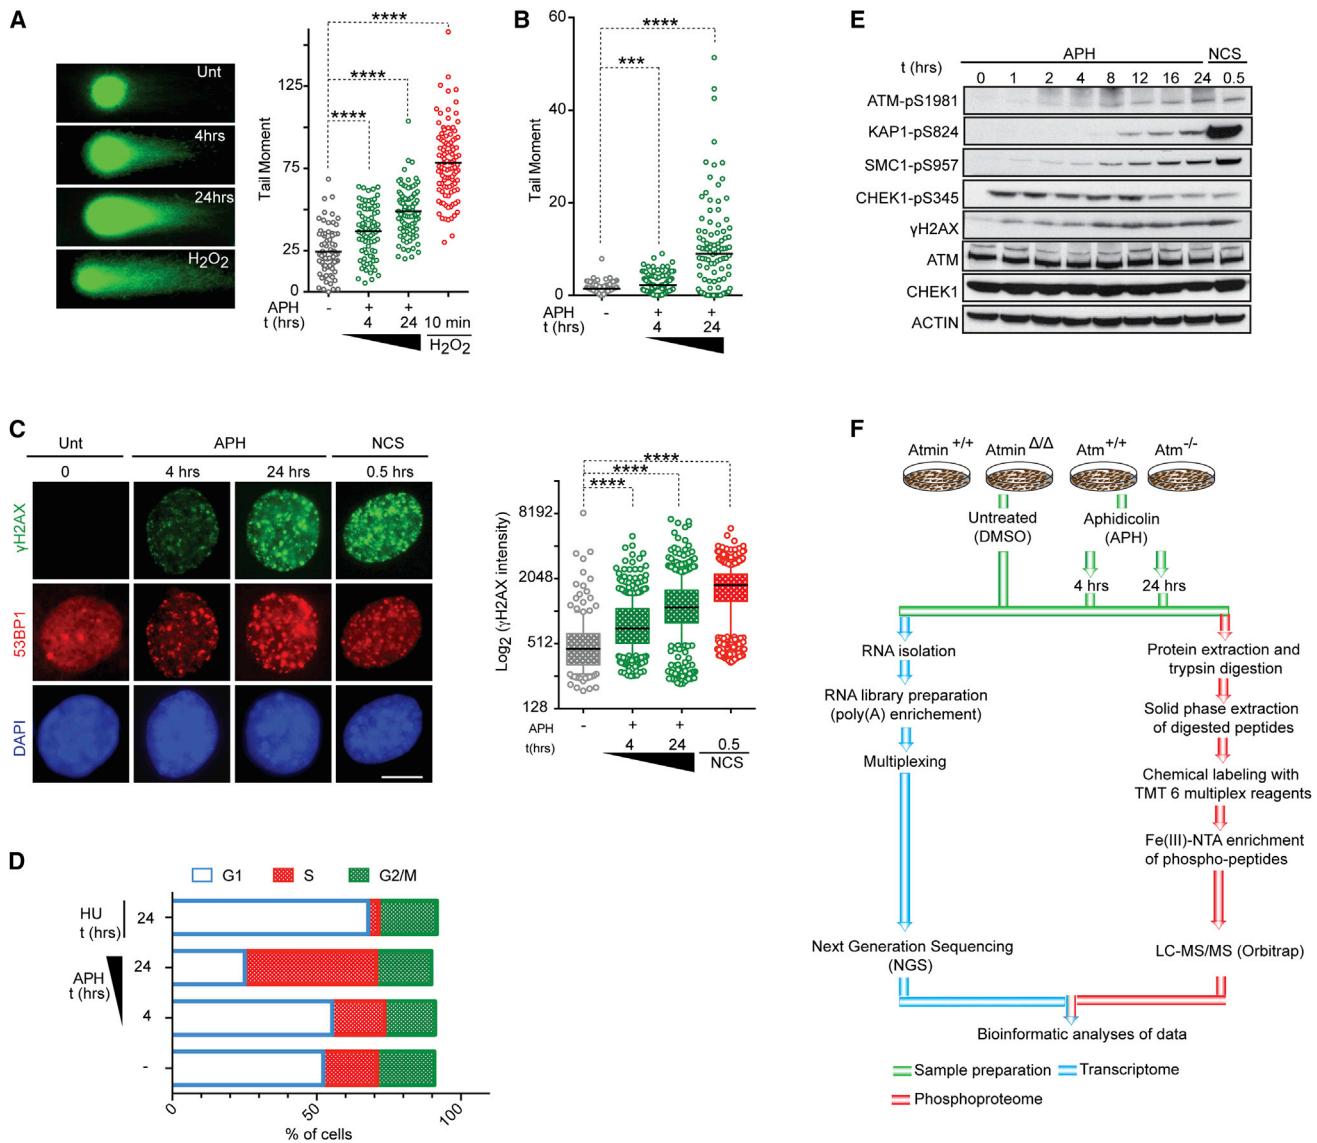 A
Unt
4hrs
24hrs
H2O2
****
****
****
Tail Moment
125
75
25
0
APH - + +
t (hrs) 4 24 10 min
H2O2
B
****
***
Tail Moment
60
40
20
0
APH - + +
t (hrs) 4 24
C
Unt APH NCS
0 4 hrs 24 hrs 0.5 hrs
γH2AX
53BP1
DAPI
****
****
****
Log2 (γH2AX intensity)
8192
2048
512
128
APH - + +
t(hrs) 4 24 0.5
NCS
D
G1 S G2/M
HU
t (hrs)
24
APH
t (hrs)
24
4
-
0 50 100
% of cells
E
APH NCS
t (hrs) 0 1 2 4 8 12 16 24 0.5
ATM-pS1981
KAP1-pS824
SMC1-pS957
CHEK1-pS345
γH2AX
ATM
CHEK1
ACTIN
F
Atmin +/+ Atmin Δ/Δ Atm+/+ Atm-/-
Untreated
(DMSO)
Aphidicolin
(APH)
4 hrs 24 hrs
RNA isolation
RNA library preparation
(poly(A) enrichement)
Multiplexing
Next Generation Sequencing
(NGS)
Protein extraction and
trypsin digestion
Solid phase extraction
of digested peptides
Chemical labeling with
TMT 6 multiplex reagents
Fe(III)-NTA enrichment
of phospho-peptides
LC-MS/MS (Orbitrap)
Bioinformatic analyses of data
Sample preparation Transcriptome
Phosphoproteome